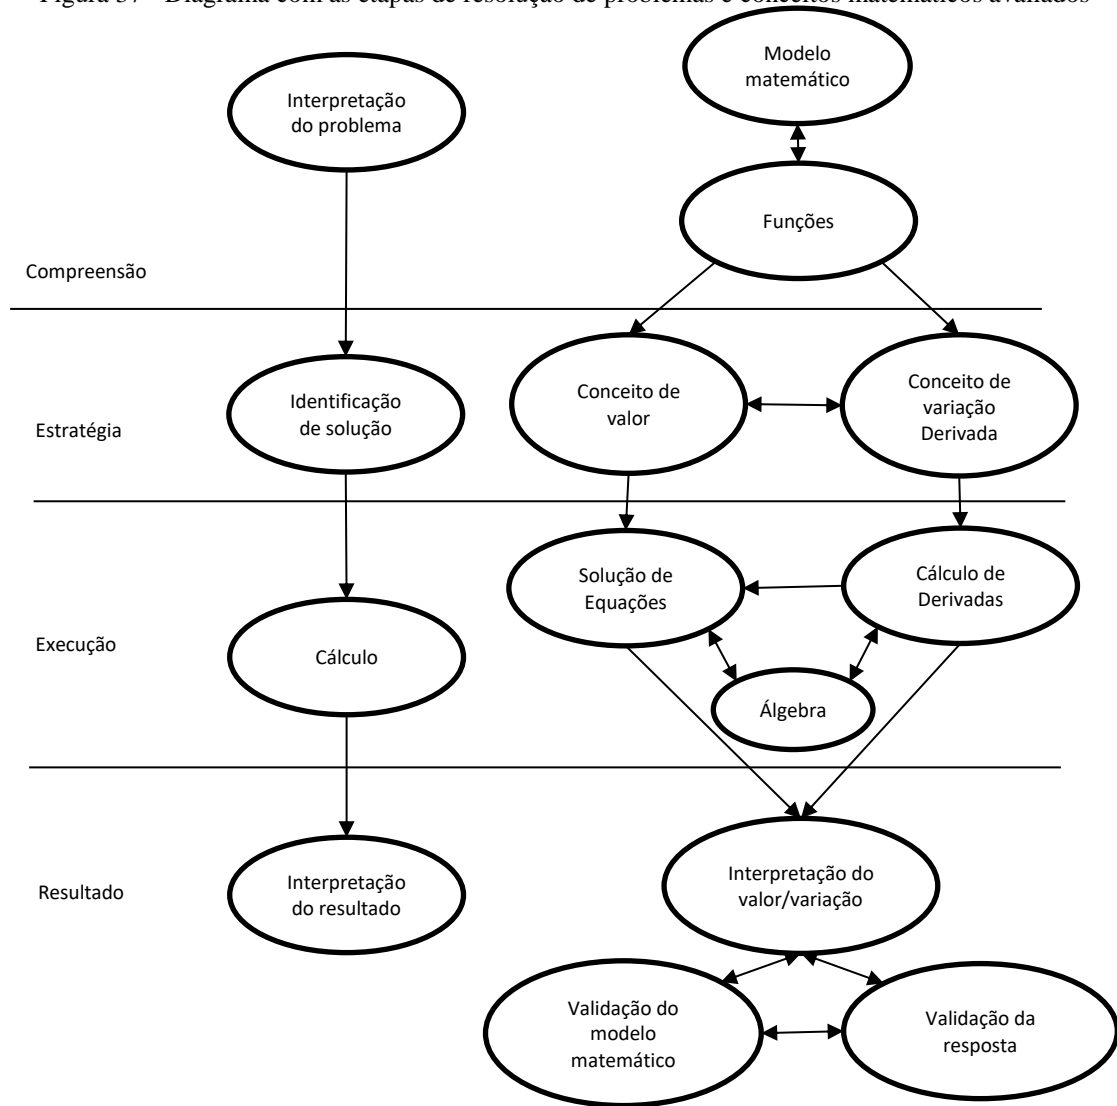 Figura 37 - Diagrama com as etapas de resolução de problemas e conceitos matemáticos avaliados
Modelo
matemático
Interpretação
do problema
Funções
Compreensão
Conceito de
valor
Conceito de
variação
Derivada
Identificação
de solução
Estratégia
Solução de
Equações
Cálculo de
Derivadas
Execução
Cálculo
Álgebra
Interpretação do
valor/variação
Resultado
Interpretação
do resultado
Validação do
modelo
matemático
Validação da
resposta